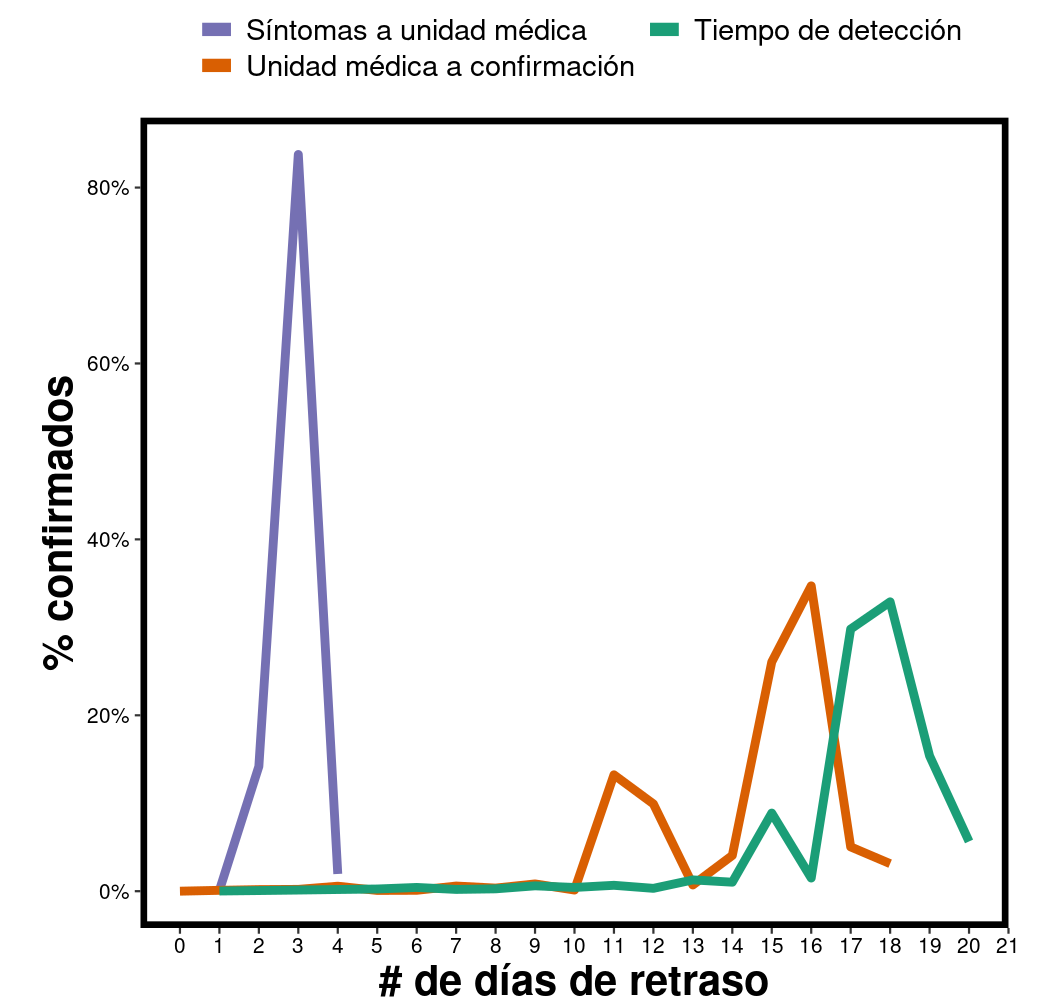 Síntomas a unidad médica
Tiempo de detección
Unidad médica a confirmación
80%
60%
40%
20%
0%
% confirmados
0 1 2 3 4 5 6 7 8 9 10 11 12 13 14 15 16 17 18 19 20 21
# de días de retraso